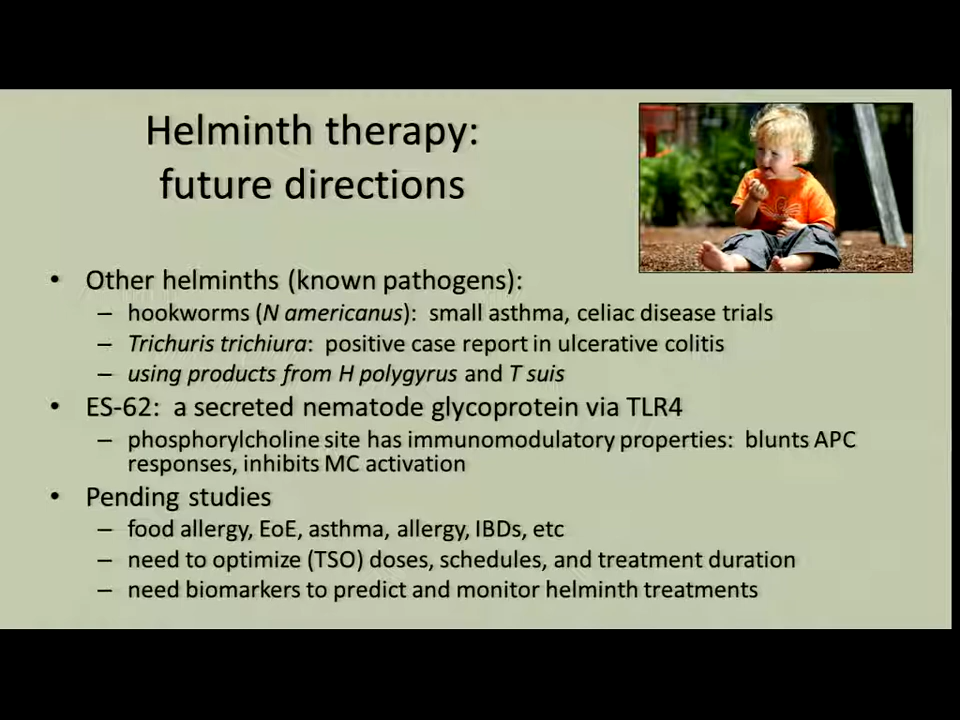 Helminth therapy:
future directions
• Other helminths (known pathogens):
– hookworms (N americanus): small asthma, celiac disease trials
– Trichuris trichiura: positive case report in ulcerative colitis
– using products from H polygyrus and T suis
• ES-62: a secreted nematode glycoprotein via TLR4
– phosphorylcholine site has immunomodulatory properties: blunts APC
responses, inhibits MC activation
• Pending studies
– food allergy, EoE, asthma, allergy, IBDs, etc
– need to optimize (TSO) doses, schedules, and treatment duration
– need biomarkers to predict and monitor helminth treatments